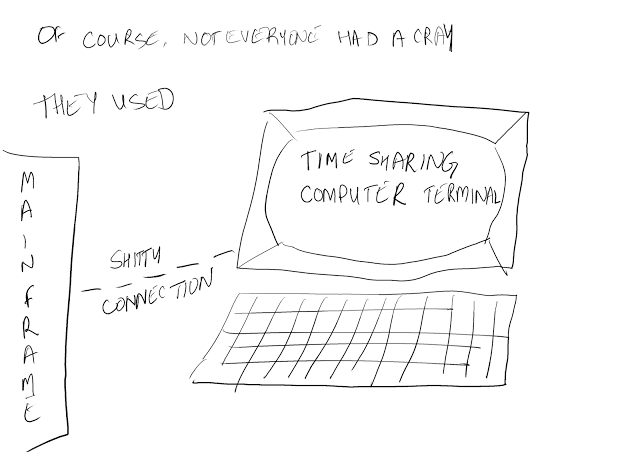 OF COURSE, NOT EVERYONE HAD A CRAY
THEY USED
TIME SHARING
COMPUTER TERMINAL
MAINFRAME
SHITTY
CONNECTION